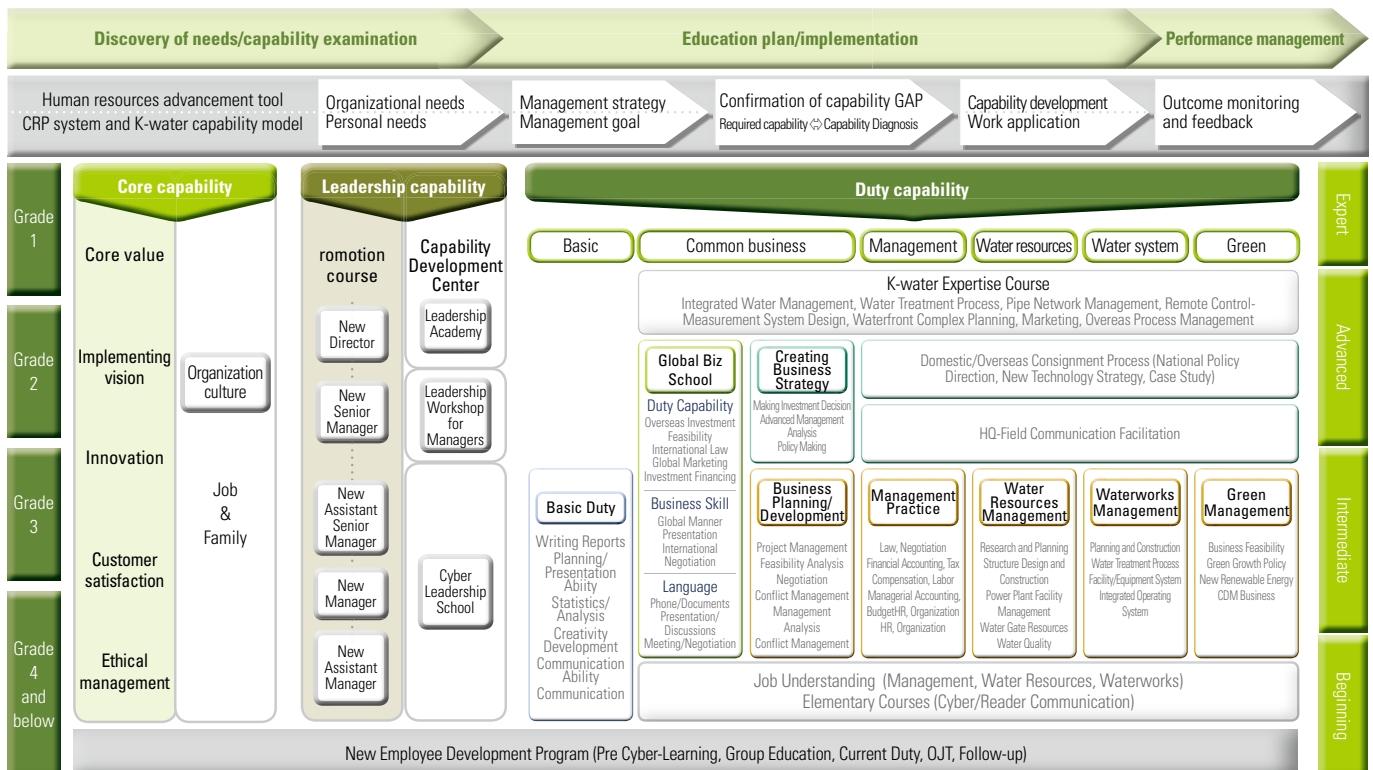 Discovery of needs/capability examination
Education plan/implementation
Performance management
Human resources advancement tool
CRP system and K-water capability model
Organizational needs
Personal needs
Management strategy
Management goal
Confirmation of capability GAP
Required capability ⇔ Capability Diagnosis
Capability development
Work application
Outcome monitoring
and feedback
Grade
1
Grade
2
Grade
3
Grade
4
and
below
Core capability
Core value
Implementing
vision
Innovation
Customer
satisfaction
Ethical
management
Organization
culture
Job
&
Family
Leadership capability
romotion
course
New
Director
New
Senior
Manager
New
Assistant
Senior
Manager
New
Manager
New
Assistant
Manager
Capability
Development
Center
Leadership
Academy
Leadership
Workshop
for
Managers
Cyber
Leadership
School
Duty capability
Basic
Common business
Management
Water resources
Water system
Green
K-water Expertise Course
Integrated Water Management, Water Treatment Process, Pipe Network Management, Remote Control-
Measurement System Design, Waterfront Complex Planning, Marketing, Overeas Process Management
Basic Duty
Writing Reports
Planning/
Presentation
Abiity
Statistics/
Analysis
Creativity
Development
Communication
Ability
Communication
Global Biz
School
Duty Capability
Overseas Investment
Feasibility
International Law
Global Marketing
Investment Financing
Business Skill
Global Manner
Presentation
International
Negotiation
Language
Phone/Documents
Presentation/
Discussions
Meeting/Negotiation
Creating
Business
Strategy
Making Investment Decision
Advanced Management
Analysis
Policy Making
Domestic/Overseas Consignment Process (National Policy
Direction, New Technology Strategy, Case Study)
HQ-Field Communication Facilitation
Business
Planning/
Development
Project Management
Feasibility Analysis
Negotiation
Conflict Management
Management
Analysis
Conflict Management
Management
Practice
Law, Negotiation
Financial Accounting, Tax
Compensation, Labor
Managerial Accounting,
BudgetHR, Organization
HR, Organization
Water
Resources
Management
Research and Planning
Structure Design and
Construction
Power Plant Facility
Management
Water Gate Resources
Water Quality
Waterworks
Management
Planning and Construction
Water Treatment Process
Facility/Equipment System
Integrated Operating
System
Green
Management
Business Feasibility
Green Growth Policy
New Renewable Energy
CDM Business
Job Understanding (Management, Water Resources, Waterworks)
Elementary Courses (Cyber/Reader Communication)
Expert
Advanced
Intermediate
Beginning
New Employee Development Program (Pre Cyber-Learning, Group Education, Current Duty, OJT, Follow-up)